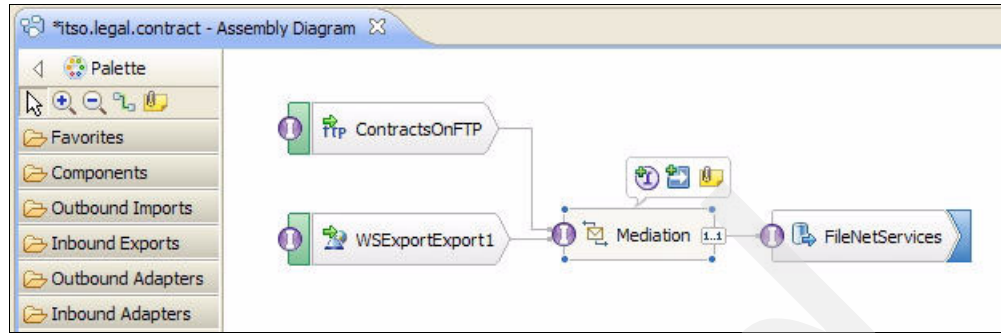 *itso.legal.contract - Assembly Diagram
Palette
Favorites
Components
Outbound Imports
Inbound Exports
Outbound Adapters
Inbound Adapters
FTP ContractsOnFTP
WSExportExport1
Mediation 1..1
FileNetServices